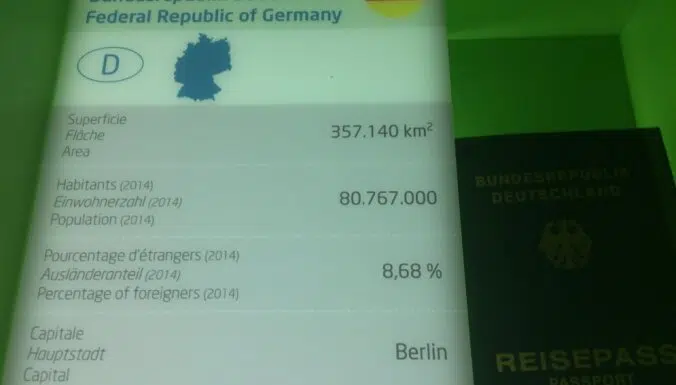 Federal Republic of Germany
D
Superficie
Fläche
Area
357.140 km²
Habitants (2014)
Einwohnerzahl (2014)
Population (2014)
80.767.000
Pourcentage d'étrangers (2014)
Ausländeranteil (2014)
Percentage of foreigners (2014)
8,68 %
Capitale
Hauptstadt
Capital
Berlin
BUNDESREPUBLIK
DEUTSCHLAND
REISEPASS
PASSPORT